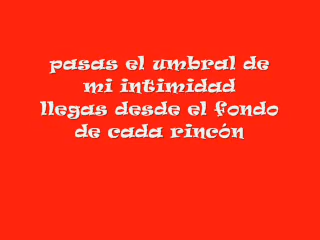 pasas el umbral de
mi intimidad
llegas desde el fondo
de cada rincón